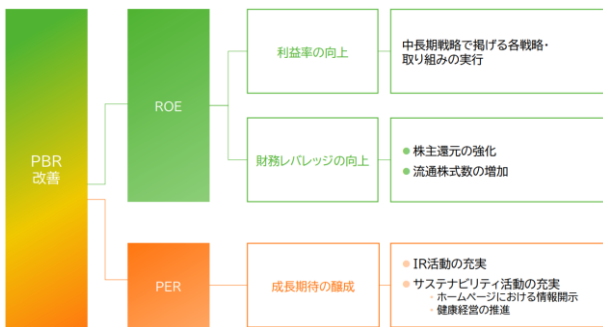 PBR
改善
ROE
利益率の向上
中長期戦略で掲げる各戦略・
取り組みの実行
財務レバレッジの向上
● 株主還元の強化
● 流通株式数の増加
PER
成長期待の醸成
● IR活動の充実
● サステナビリティ活動の充実
・ホームページにおける情報開示
・健康経営の推進